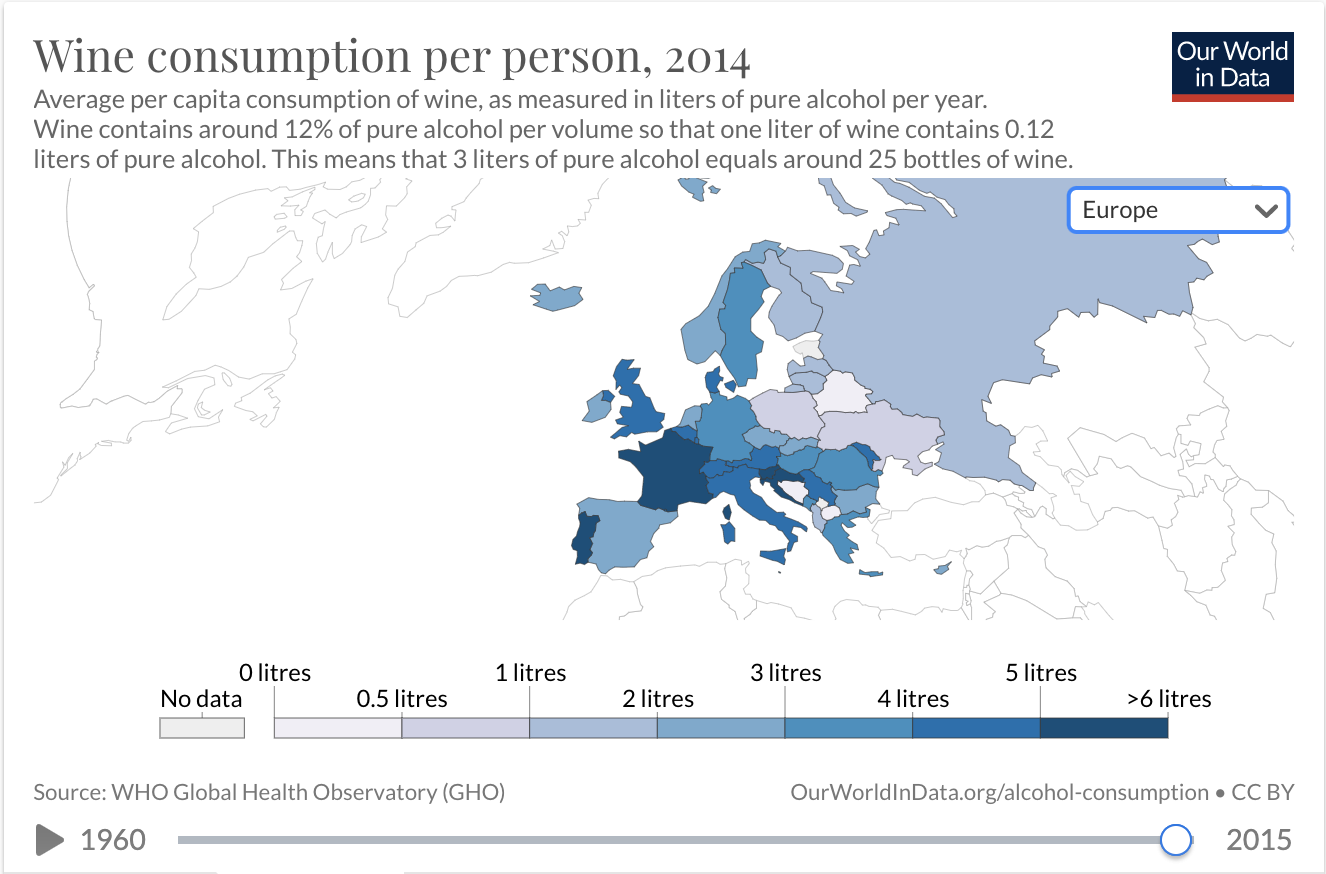 Wine consumption per person, 2014
Our World
in Data
Average per capita consumption of wine, as measured in liters of pure alcohol per year.
Wine contains around 12% of pure alcohol per volume so that one liter of wine contains 0.12
liters of pure alcohol. This means that 3 liters of pure alcohol equals around 25 bottles of wine.
Europe
0 litres 1 litres 3 litres 5 litres
No data 0.5 litres 2 litres 4 litres >6 litres
Source: WHO Global Health Observatory (GHO) OurWorldInData.org/alcohol-consumption • CC BY
1960 2015